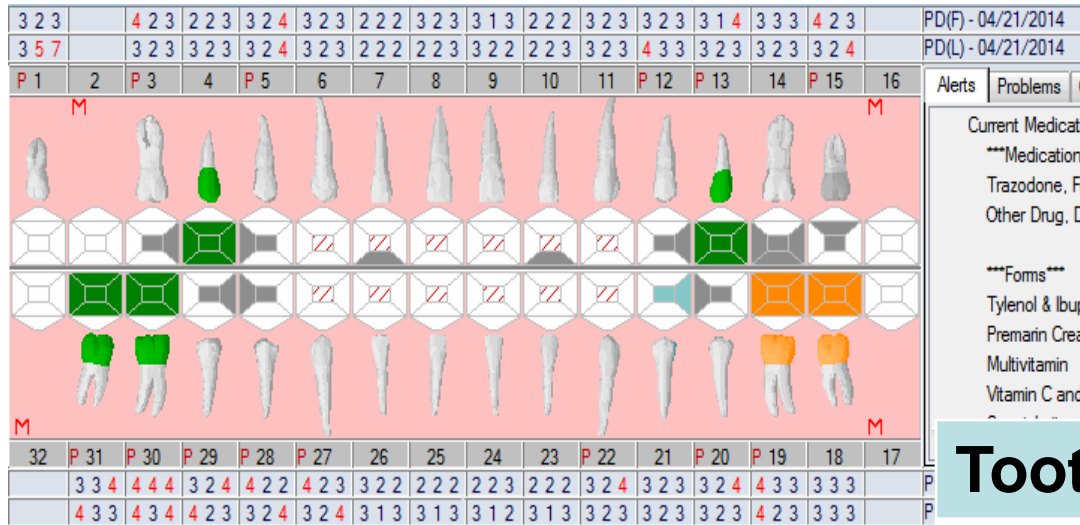 3 2 3 4 2 3 2 2 3 3 2 4 3 2 3 2 2 2 3 2 3 3 1 3 2 2 2 3 2 3 3 2 3 3 1 4 3 3 3 4 2 3 PD(F) - 04/21/2014
3 5 7 3 2 3 3 2 3 3 2 4 3 2 3 2 2 2 2 2 3 3 2 2 2 2 3 3 2 3 4 3 3 3 2 3 3 2 3 3 2 4 PD(L) - 04/21/2014
P 1 2 P 3 4 P 5 6 7 8 9 10 11 P 12 P 13 14 P 15 16
M M
M M
32 P 31 P 30 P 29 P 28 P 27 26 25 24 23 P 22 21 P 20 P 19 18 17
3 3 4 4 4 4 3 2 4 4 2 2 4 2 3 3 2 2 2 2 2 2 2 3 2 2 2 3 2 4 3 2 3 3 2 4 4 3 3 3 3 3 P
4 3 3 4 3 4 4 2 3 3 2 4 3 2 4 3 1 3 3 1 3 3 1 2 3 1 3 3 2 3 3 2 3 3 2 3 4 2 3 3 3 3 P
Alerts Problems
Current Medicat
***Medication
Trazodone, F
Other Drug, D
***Forms***
Tylenol & Ibup
Premarin Crea
Multivitamin
Vitamin C and
Toot